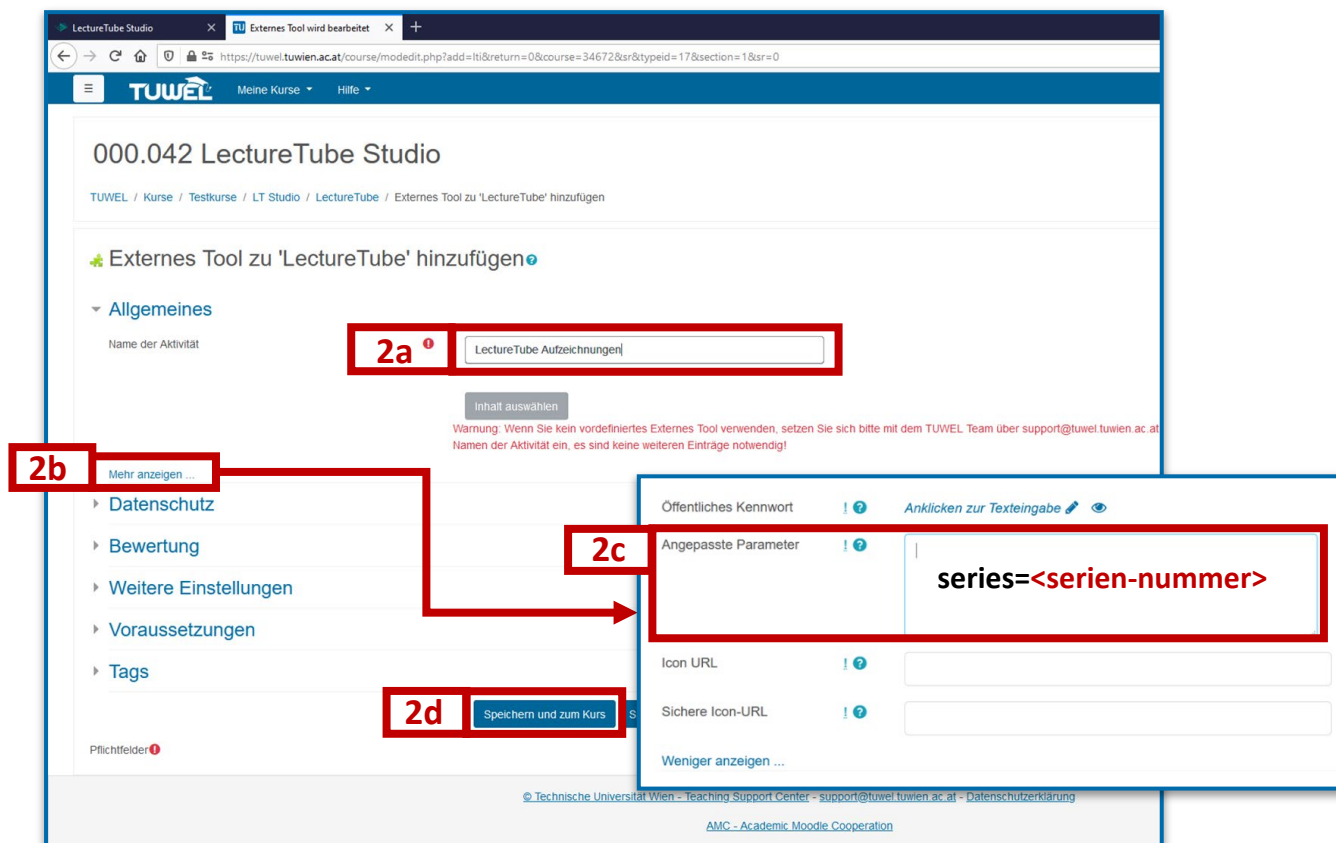 LectureTube Studio
Externes Tool wird bearbeitet
https://tuwel.tuwien.ac.at/course/modedit.php?add=lti&return=0&course=34672&sr&typeid=17&section=1&sr=0
TUWEL Meine Kurse Hilfe
000.042 LectureTube Studio
TUWEL / Kurse / Testkurse / LT Studio / LectureTube / Externes Tool zu 'LectureTube' hinzufügen
Externes Tool zu 'LectureTube' hinzufügen
Allgemeines
Name der Aktivität
2a
LectureTube Aufzeichnungen
Inhalt auswählen
Warnung: Wenn Sie kein vordefiniertes Externes Tool verwenden, setzen Sie sich bitte mit dem TUWEL Team über support@tuwel.tuwien.ac.at
Namen der Aktivität ein, es sind keine weiteren Einträge notwendig!
2b
Mehr anzeigen ...
Datenschutz
Bewertung
Weitere Einstellungen
Voraussetzungen
Tags
2d
Speichern und zum Kurs
S
Pflichtfelder
Öffentliches Kennwort ! ? Anklicken zur Texteingabe
2c
Angepasste Parameter ! ?
series=<serien-nummer>
Icon URL ! ?
Sichere Icon-URL ! ?
Weniger anzeigen ...
© Technische Universität Wien - Teaching Support Center - support@tuwel.tuwien.ac.at - Datenschutzerklärung
AMC - Academic Moodle Cooperation